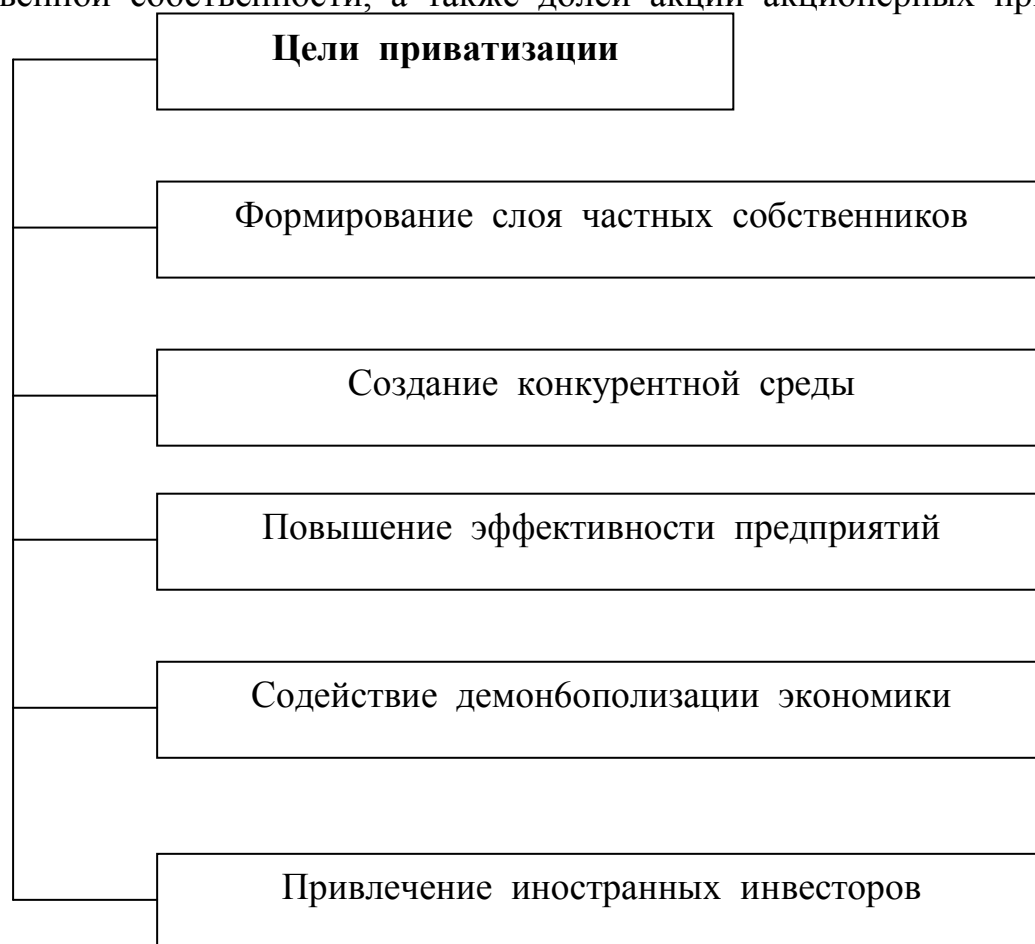 собственности, а также долей акций акционерных
Цели приватизации
Формирование слоя частных собственников
Создание конкурентной среды
Повышение эффективности предприятий
Содействие демон6ополизации экономики
Привлечение иностранных инвесторов